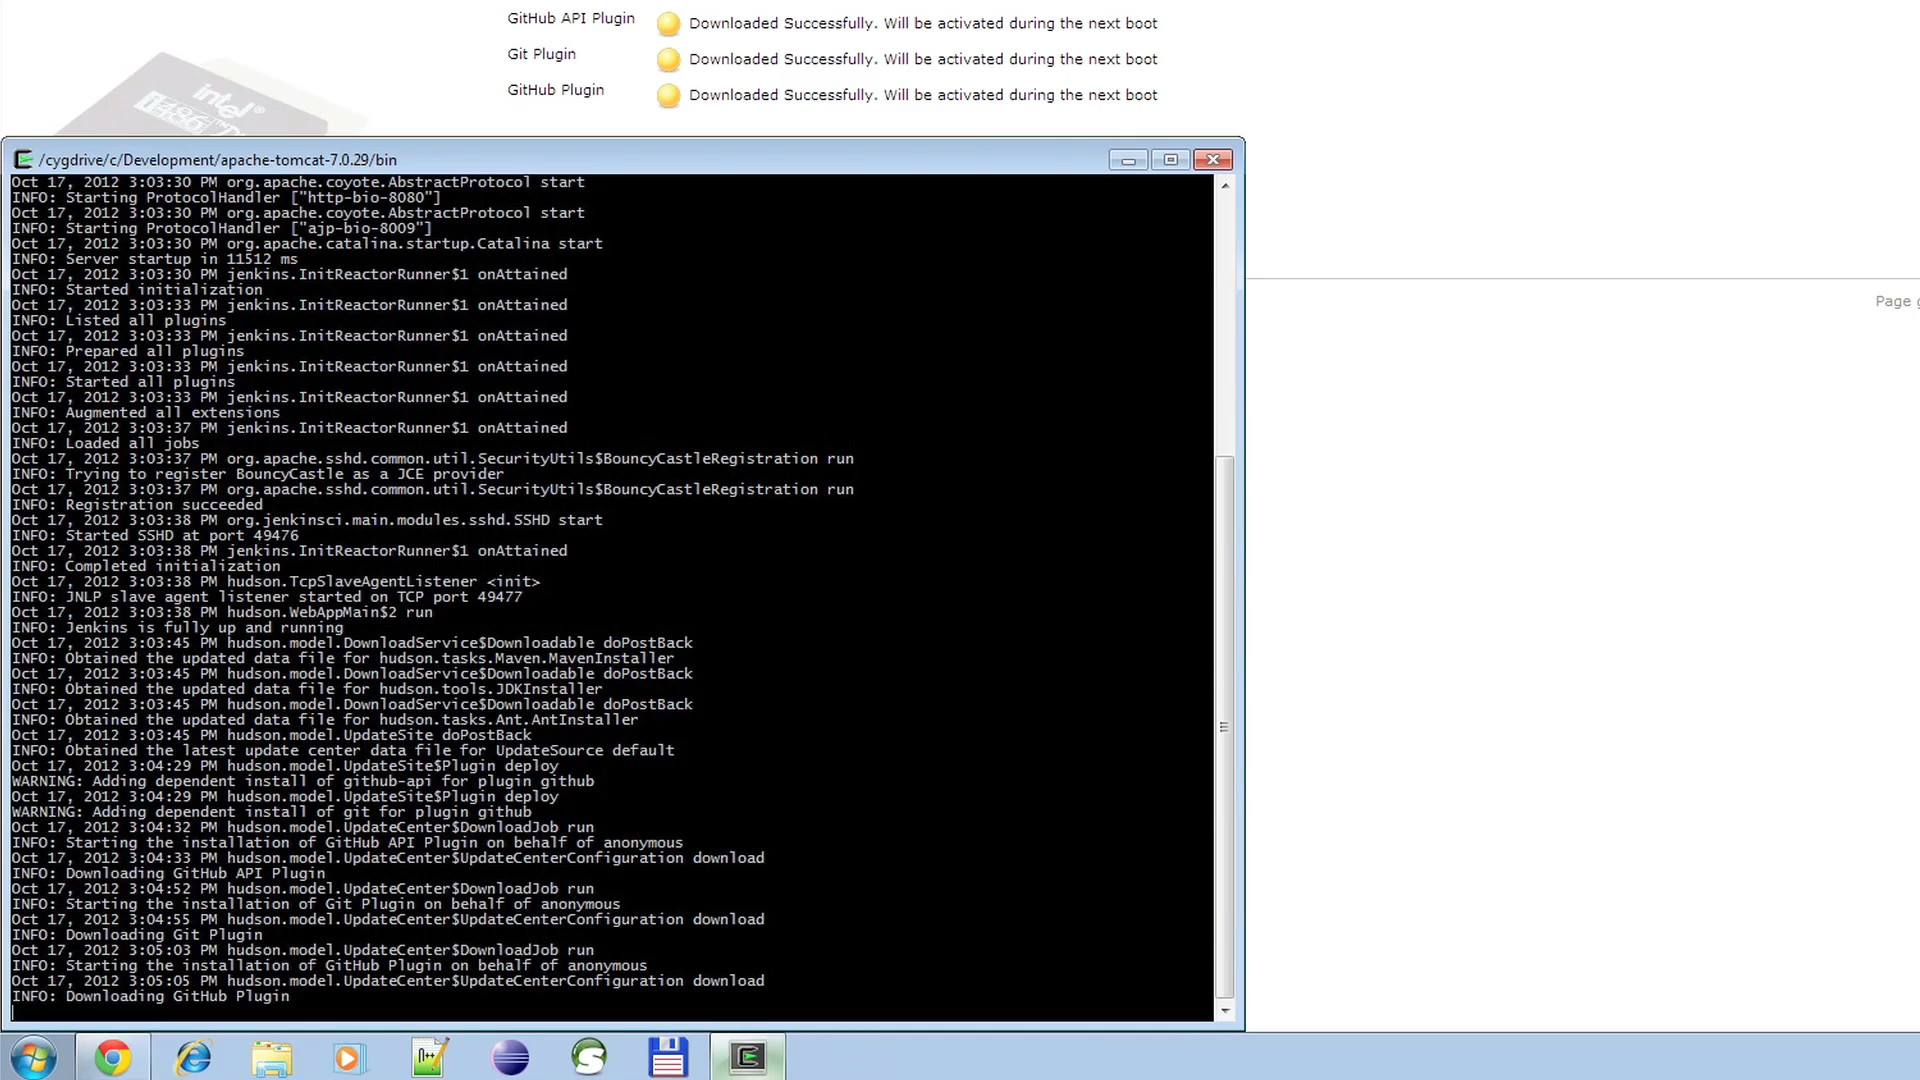 GitHub API Plugin Downloaded Successfully. Will be activated during the next boot
Git Plugin Downloaded Successfully. Will be activated during the next boot
GitHub Plugin Downloaded Successfully. Will be activated during the next boot
intel®
i486™
/cygdrive/c/Development/apache-tomcat-7.0.29/bin
Oct 17, 2012 3:03:30 PM org.apache.coyote.AbstractProtocol start
INFO: Starting ProtocolHandler ["http-bio-8080"]
Oct 17, 2012 3:03:30 PM org.apache.coyote.AbstractProtocol start
INFO: Starting ProtocolHandler ["ajp-bio-8009"]
Oct 17, 2012 3:03:30 PM org.apache.catalina.startup.Catalina start
INFO: Server startup in 11512 ms
Oct 17, 2012 3:03:30 PM jenkins.InitReactorRunner$1 onAttained
INFO: Started initialization
Oct 17, 2012 3:03:33 PM jenkins.InitReactorRunner$1 onAttained
INFO: Listed all plugins
Oct 17, 2012 3:03:33 PM jenkins.InitReactorRunner$1 onAttained
INFO: Prepared all plugins
Oct 17, 2012 3:03:33 PM jenkins.InitReactorRunner$1 onAttained
INFO: Started all plugins
Oct 17, 2012 3:03:33 PM jenkins.InitReactorRunner$1 onAttained
INFO: Augmented all extensions
Oct 17, 2012 3:03:37 PM jenkins.InitReactorRunner$1 onAttained
INFO: Loaded all jobs
Oct 17, 2012 3:03:37 PM org.apache.sshd.common.util.SecurityUtils$BouncyCastleRegistration run
INFO: Trying to register BouncyCastle as a JCE provider
Oct 17, 2012 3:03:37 PM org.apache.sshd.common.util.SecurityUtils$BouncyCastleRegistration run
INFO: Registration succeeded
Oct 17, 2012 3:03:38 PM org.jenkinsci.main.modules.sshd.SSHD start
INFO: Started SSHD at port 49476
Oct 17, 2012 3:03:38 PM jenkins.InitReactorRunner$1 onAttained
INFO: Completed initialization
Oct 17, 2012 3:03:38 PM hudson.TcpSlaveAgentListener <init>
INFO: JNLP slave agent listener started on TCP port 49477
Oct 17, 2012 3:03:38 PM hudson.WebAppMain$2 run
INFO: Jenkins is fully up and running
Oct 17, 2012 3:03:45 PM hudson.model.DownloadService$Downloadable doPostBack
INFO: Obtained the updated data file for hudson.tasks.Maven.MavenInstaller
Oct 17, 2012 3:03:45 PM hudson.model.DownloadService$Downloadable doPostBack
INFO: Obtained the updated data file for hudson.tools.JDKInstaller
Oct 17, 2012 3:03:45 PM hudson.model.DownloadService$Downloadable doPostBack
INFO: Obtained the updated data file for hudson.tasks.Ant.AntInstaller
Oct 17, 2012 3:03:45 PM hudson.model.UpdateSite doPostBack
INFO: Obtained the latest update center data file for UpdateSource default
Oct 17, 2012 3:04:29 PM hudson.model.UpdateSite$Plugin deploy
WARNING: Adding dependent install of github-api for plugin github
Oct 17, 2012 3:04:29 PM hudson.model.UpdateSite$Plugin deploy
WARNING: Adding dependent install of git for plugin github
Oct 17, 2012 3:04:32 PM hudson.model.UpdateCenter$DownloadJob run
INFO: Starting the installation of GitHub API Plugin on behalf of anonymous
Oct 17, 2012 3:04:33 PM hudson.model.UpdateCenter$UpdateCenterConfiguration download
INFO: Downloading GitHub API Plugin
Oct 17, 2012 3:04:52 PM hudson.model.UpdateCenter$DownloadJob run
INFO: Starting the installation of Git Plugin on behalf of anonymous
Oct 17, 2012 3:04:55 PM hudson.model.UpdateCenter$UpdateCenterConfiguration download
INFO: Downloading Git Plugin
Oct 17, 2012 3:05:03 PM hudson.model.UpdateCenter$DownloadJob run
INFO: Starting the installation of GitHub Plugin on behalf of anonymous
Oct 17, 2012 3:05:05 PM hudson.model.UpdateCenter$UpdateCenterConfiguration download
INFO: Downloading GitHub Plugin
Page